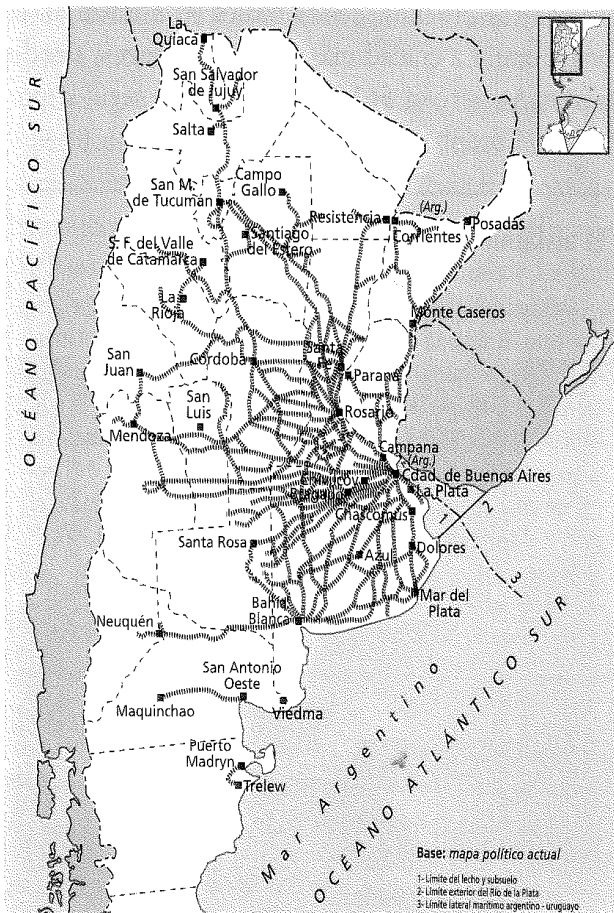 La
Quiaca
San Salvador
de Jujuy
Salta
San M.
de Tucumán
Campo
Gallo
Resistencia
(Arg.)
Corrientes
Posadas
Santiago
del Estero
S. F. del Valle
de Catamarca
La
Rioja
Monte Caseros
San
Juan
Córdoba
Santa
Fe
Paraná
San
Luis
Rosario
Mendoza
Campana
(Arg.)
Cdad. de Buenos Aires
Chivilcoy
La Plata
Chascomús
Santa Rosa
Azul
Dolores
Bahía
Blanca
Mar del
Plata
Neuquén
San Antonio
Oeste
Maquinchao
Viedma
Puerto
Madryn
Trelew
OCÉANO PACÍFICO SUR
Mar Argentino
OCÉANO ATLÁNTICO SUR
1
2
3
Base: mapa político actual
1- Límite del lecho y subsuelo
2- Límite exterior del Río de la Plata
3- Límite lateral marítimo argentino - uruguayo